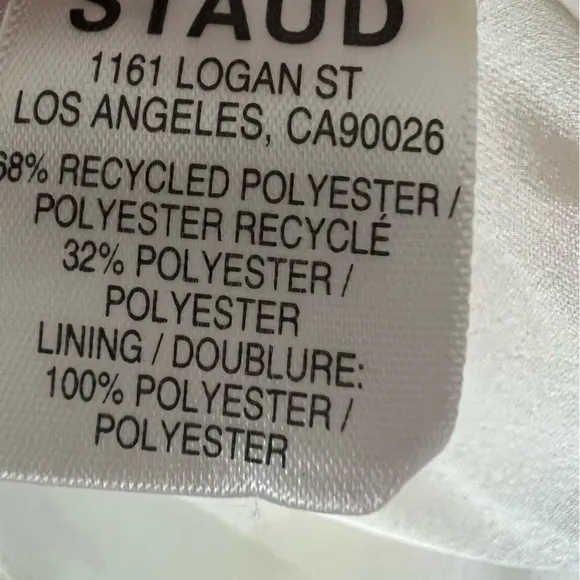 STAUD
1161 LOGAN ST
LOS ANGELES, CA90026
68% RECYCLED POLYESTER /
POLYESTER RECYCLÉ
32% POLYESTER /
POLYESTER
LINING / DOUBLURE:
100% POLYESTER /
POLYESTER